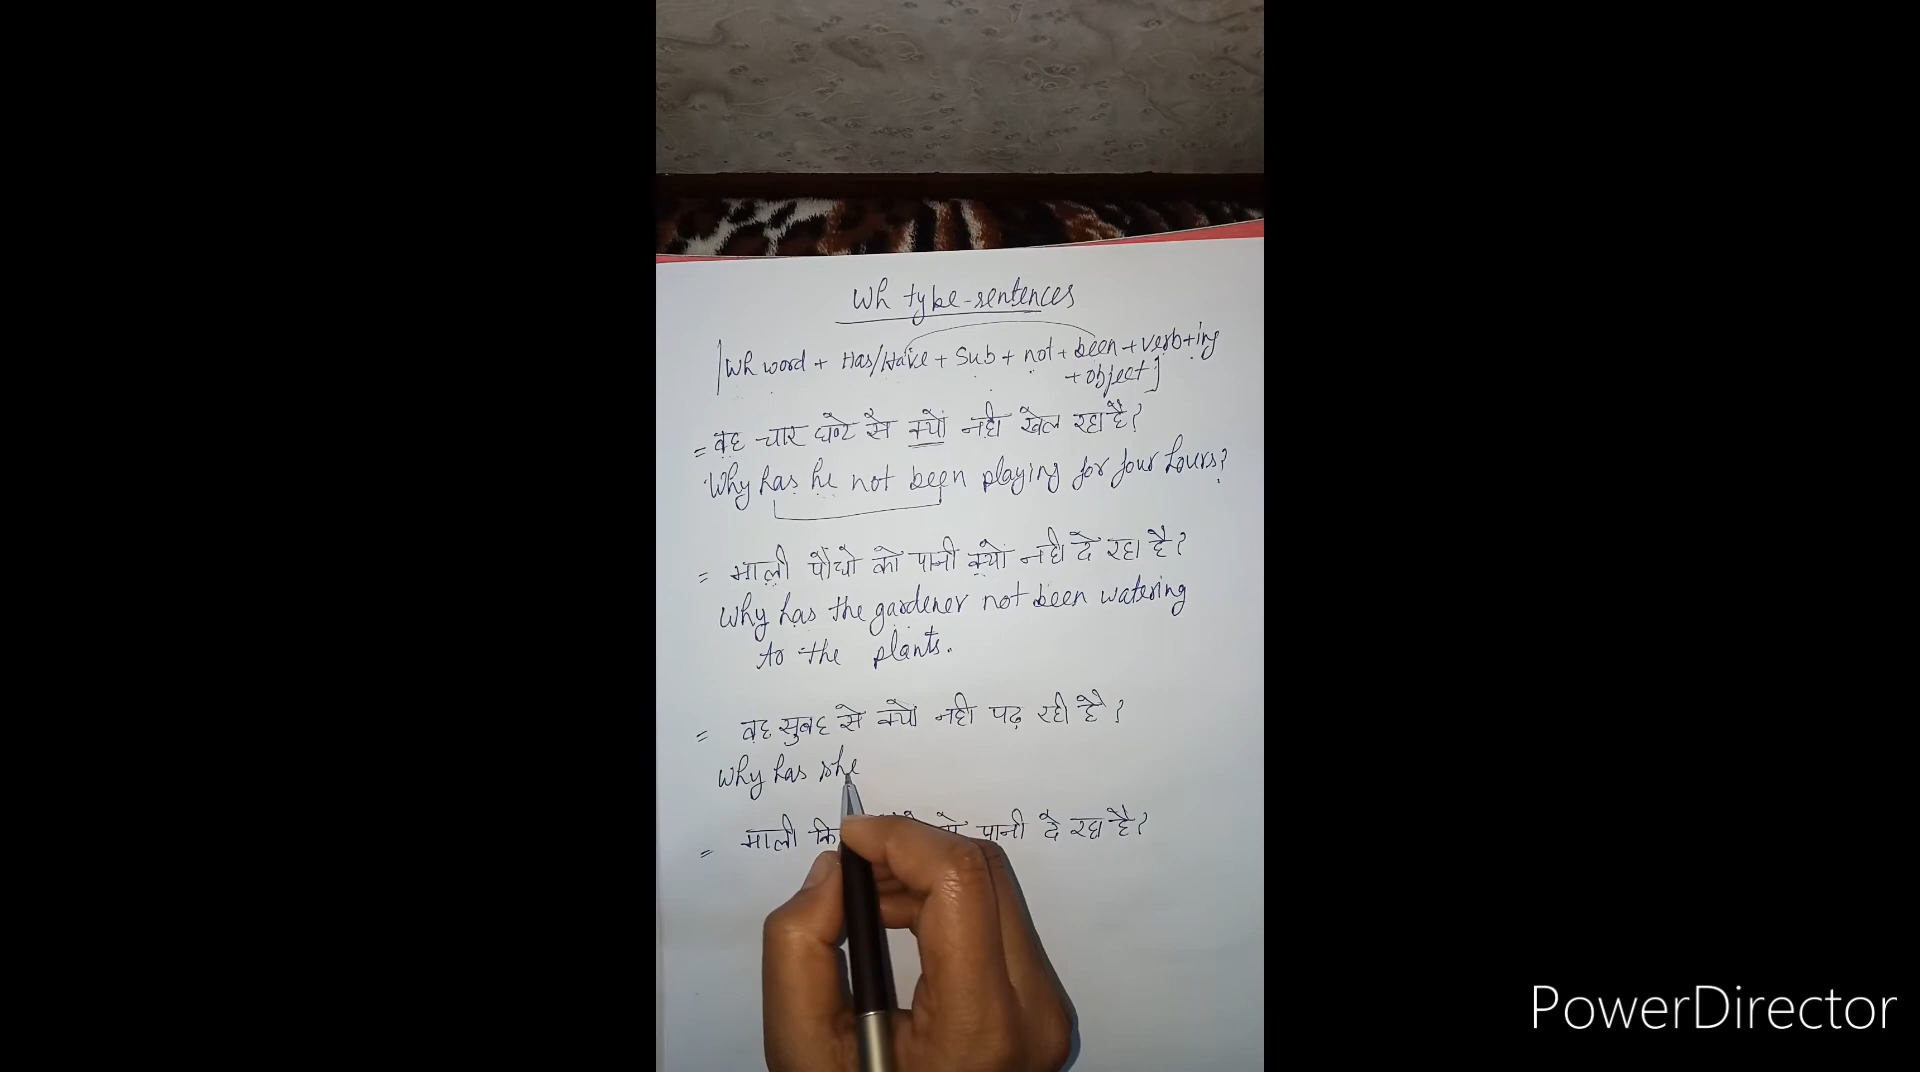 Wh type-sentences
[Wh word + Has/Have + Sub + not + been + verb+ing
+ object]
= वह चार घण्टे से क्यों नही खेल रहा है?
Why has he not been playing for four hours?
= माली पौधो को पानी क्यो नही दे रहा है?
Why has the gardener not been watering
to the plants.
= वह सुबह से क्यो नही पढ़ रही है?
Why has she
= माली पानी दे रहा है?
PowerDirector